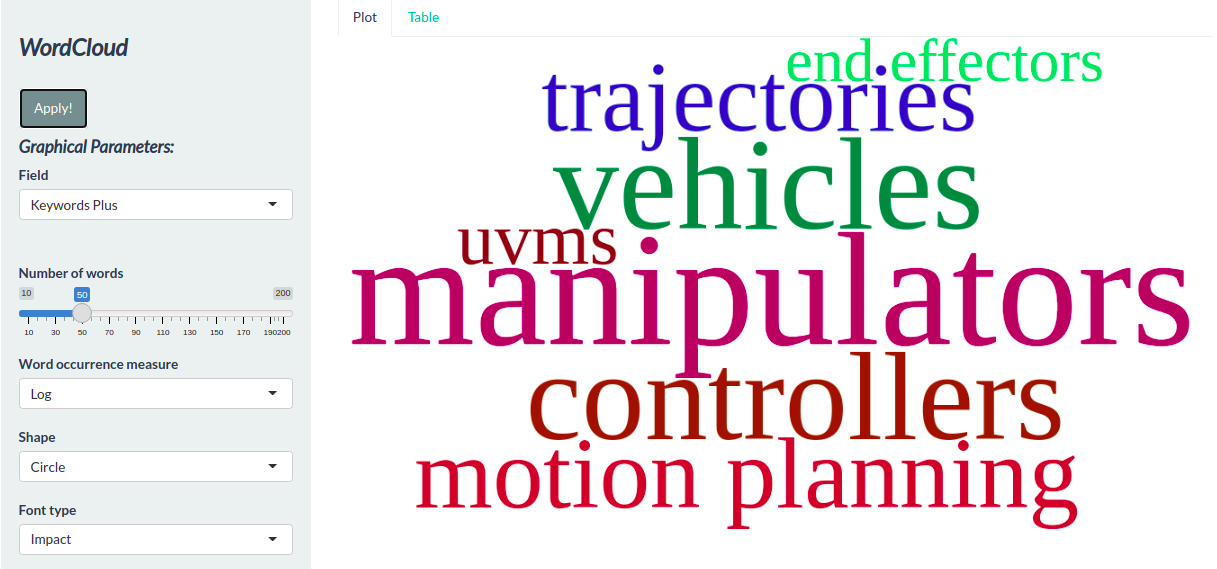 Plot Table
WordCloud
Apply!
Graphical Parameters:
Field
Keywords Plus
Number of words
10 50 200
10 30 50 70 90 110 130 150 170 190 200
Word occurrence measure
Log
Shape
Circle
Font type
Impact
end effectors
trajectories
vehicles
uvms
manipulators
controllers
motion planning